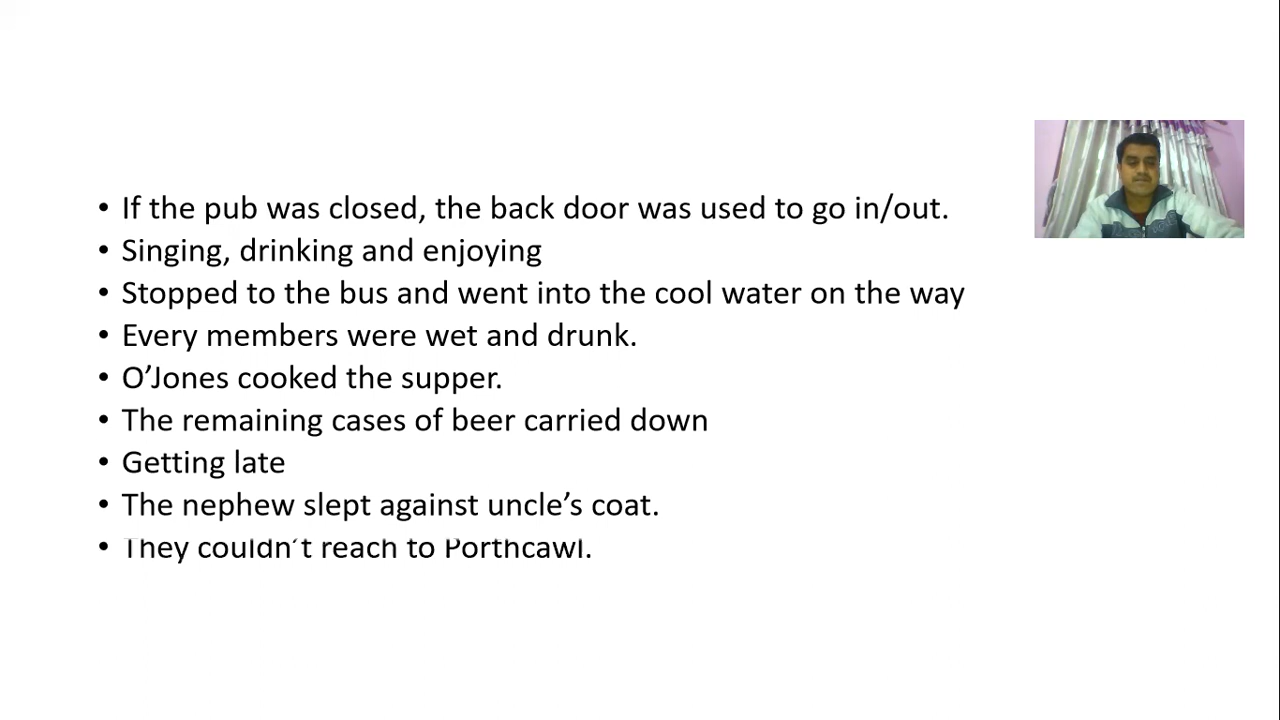 • If the pub was closed, the back door was used to go in/out.
• Singing, drinking and enjoying
• Stopped to the bus and went into the cool water on the way
• Every members were wet and drunk.
• O’Jones cooked the supper.
• The remaining cases of beer carried down
• Getting late
• The nephew slept against uncle’s coat.
• They couldn’t reach to Porthcawl.